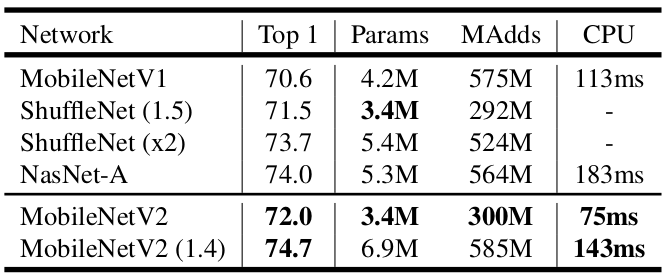 Network Top 1 Params MAdds CPU
MobileNetV1 70.6 4.2M 575M 113ms
ShuffleNet (1.5) 71.5 3.4M 292M -
ShuffleNet (x2) 73.7 5.4M 524M -
NasNet-A 74.0 5.3M 564M 183ms
MobileNetV2 72.0 3.4M 300M 75ms
MobileNetV2 (1.4) 74.7 6.9M 585M 143ms